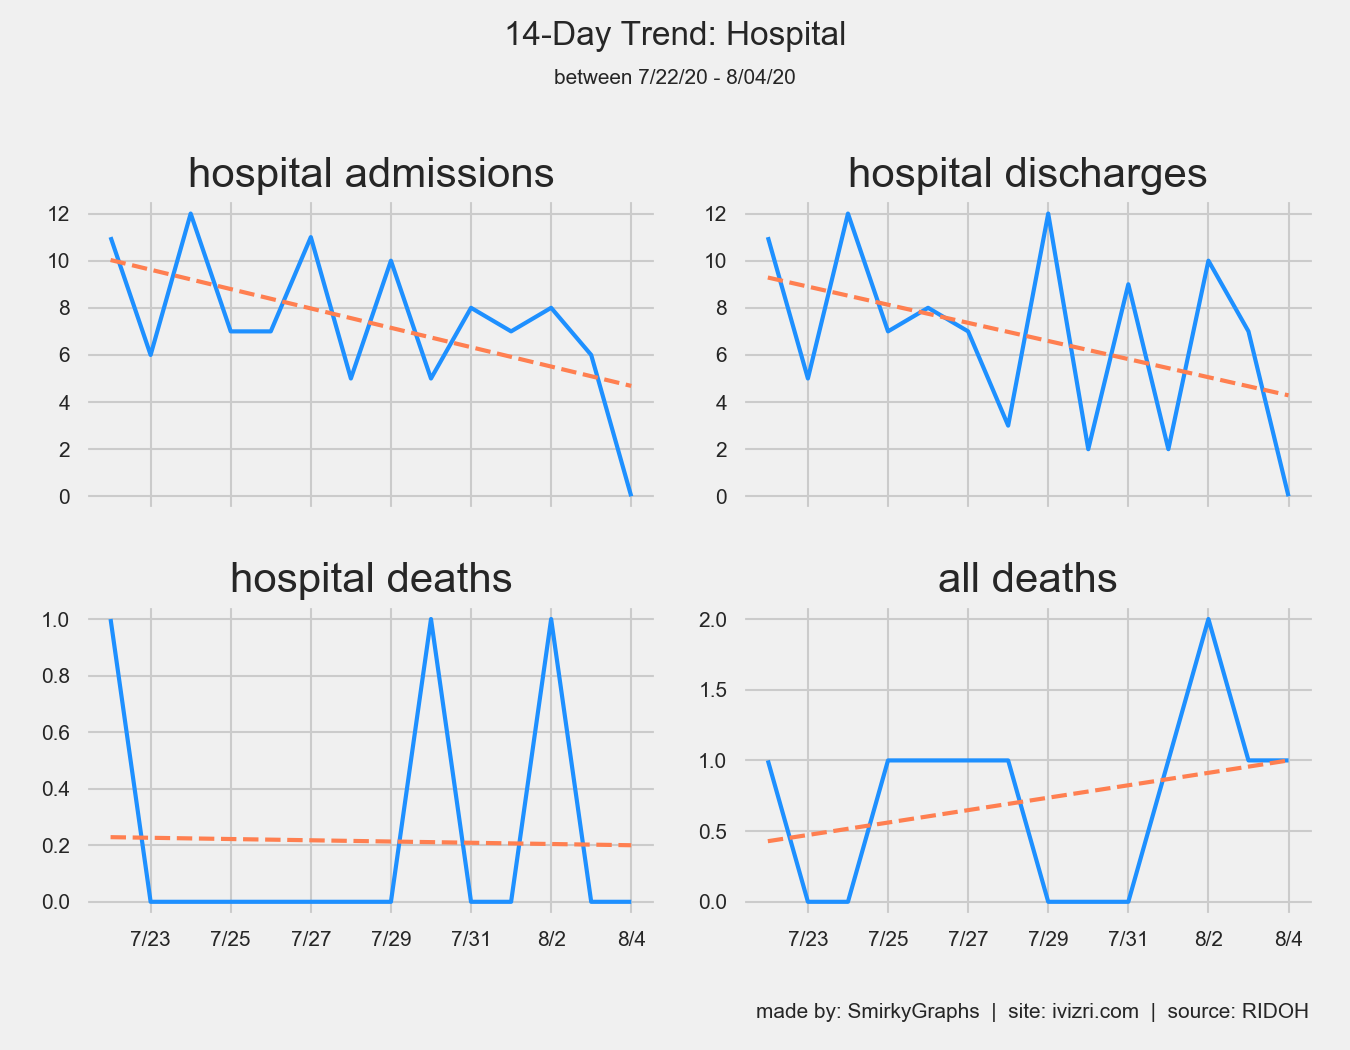 14-Day Trend: Hospital
between 7/22/20 - 8/04/20
hospital admissions
12
10
8
6
4
2
0
hospital discharges
12
10
8
6
4
2
0
hospital deaths
1.0
0.8
0.6
0.4
0.2
0.0
7/23 7/25 7/27 7/29 7/31 8/2 8/4
all deaths
2.0
1.5
1.0
0.5
0.0
7/23 7/25 7/27 7/29 7/31 8/2 8/4
made by: SmirkyGraphs | site: ivizri.com | source: RIDOH